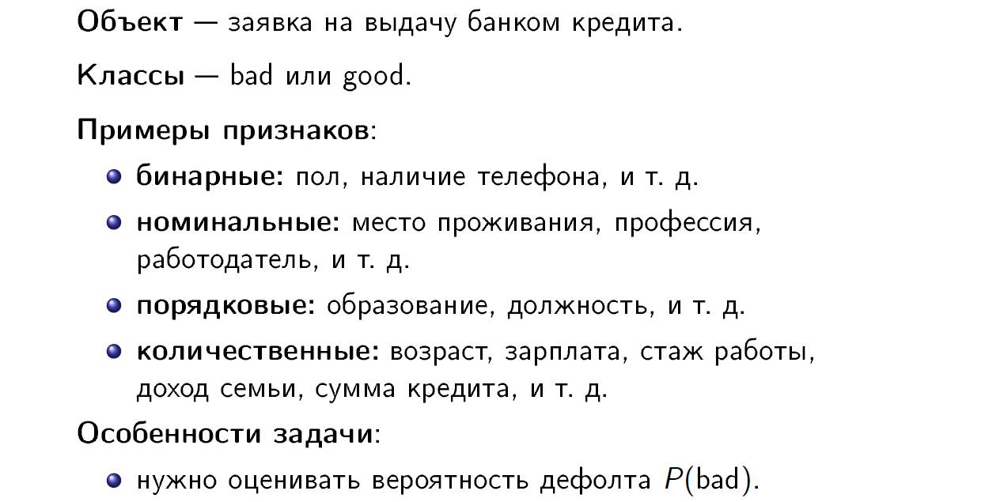 Объект — заявка на выдачу банком кредита.
Классы — bad или good.
Примеры признаков:
бинарные: пол, наличие телефона, и т. д.
номинальные: место проживания, профессия,
работодатель, и т. д.
порядковые: образование, должность, и т. д.
количественные: возраст, зарплата, стаж работы,
доход семьи, сумма кредита, и т. д.
Особенности задачи:
нужно оценивать вероятность дефолта P(bad).